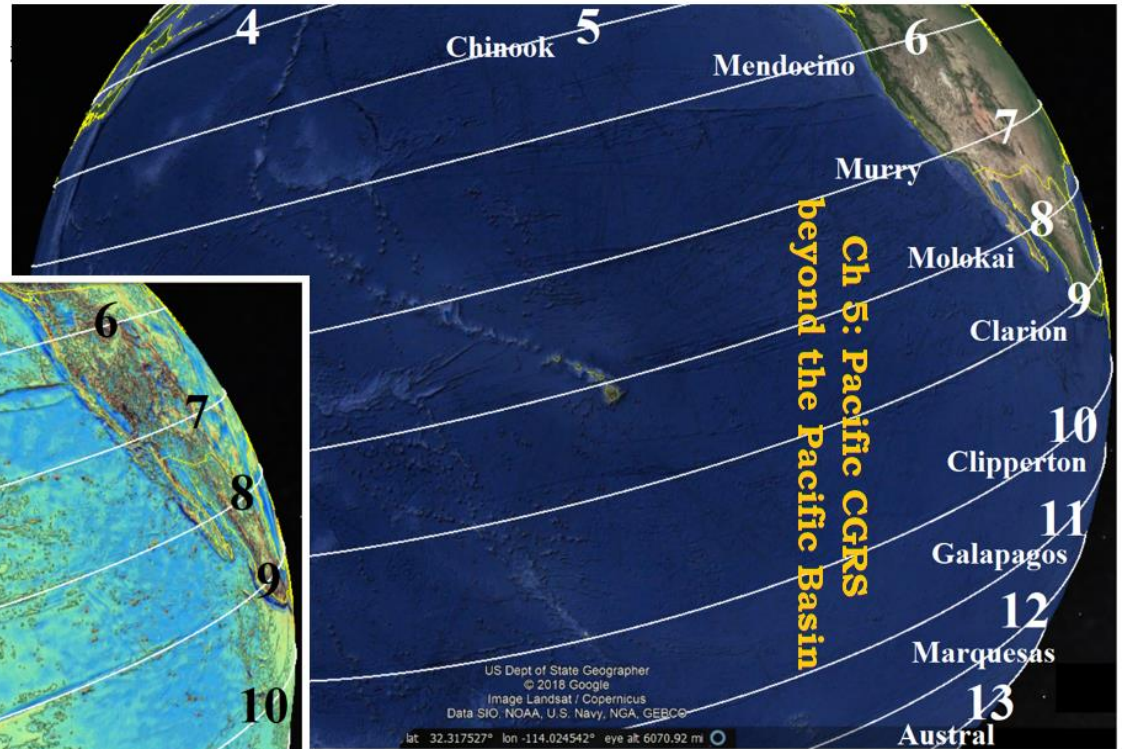 4
5
Chinook
6
Mendocino
7
Murry
8
Molokai
9
Clarion
10
Clipperton
11
Galapagos
12
Marquesas
13
Austral
Ch 5: Pacific CGRS
beyond the Pacific Basin
6
7
8
9
10
US Dept of State Geographer
© 2018 Google
Image Landsat / Copernicus
Data SIO, NOAA, U.S. Navy, NGA, GEBCO
lat 32.317527° lon -114.024542° eye alt 6070.92 mi